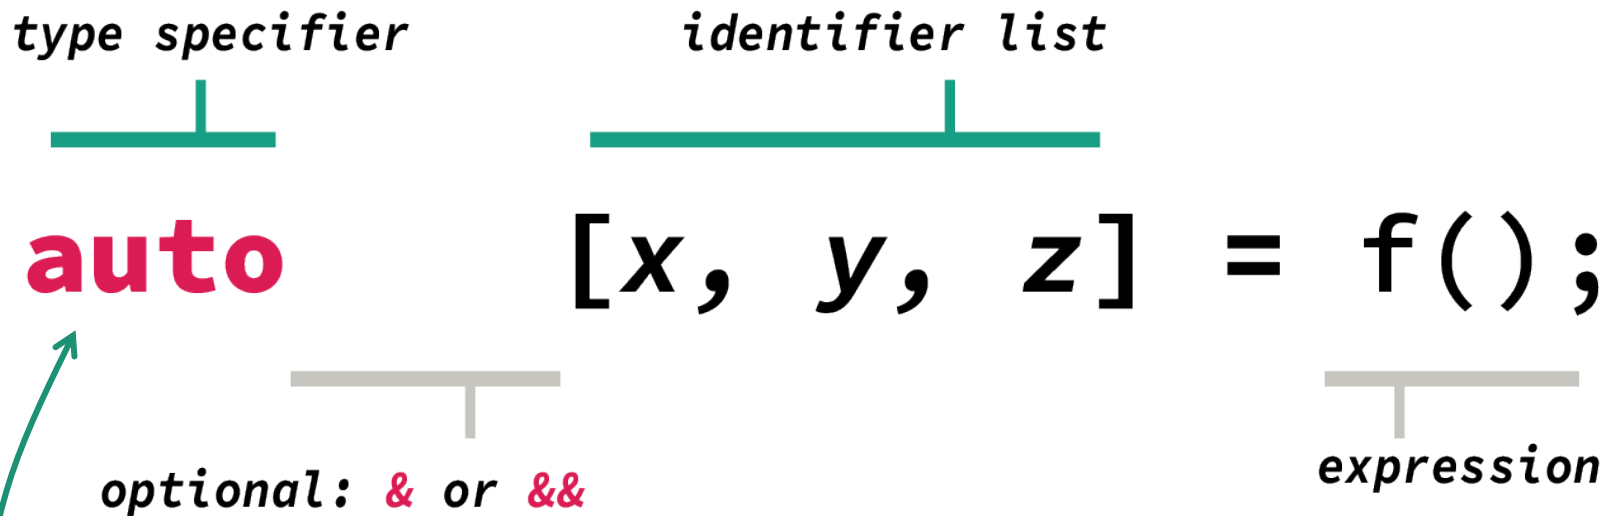 type specifier identifier list
auto [x, y, z] = f();
optional: & or && expression